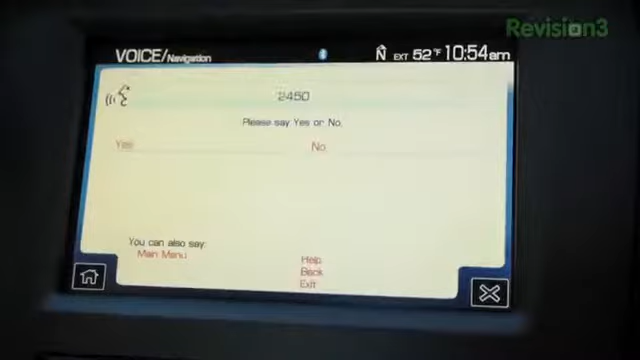 Revision3
VOICE/Navigation N EXT 52°F 10:54am
2450
Please say Yes or No.
Yes No
You can also say:
Main Menu Help
Back
Exit